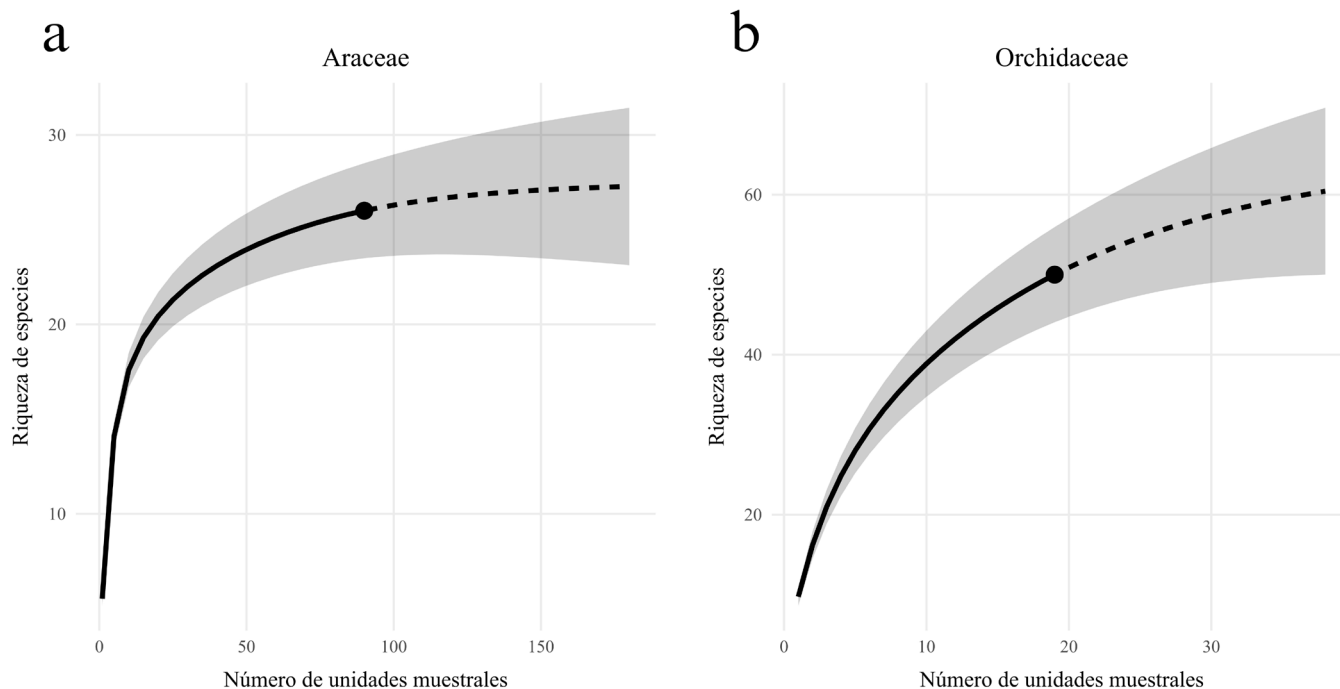 a
Araceae
Riqueza de especies
30
20
10
0
50
100
150
Número de unidades muestrales
b
Orchidaceae
Riqueza de especies
60
40
20
0
10
20
30
Número de unidades muestrales